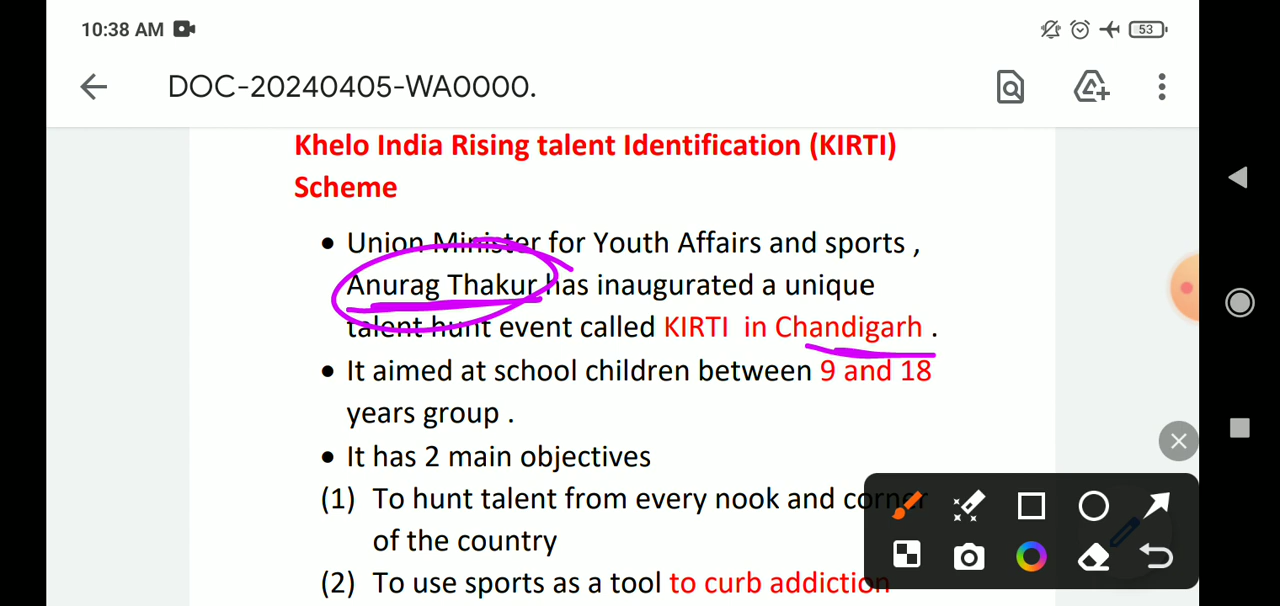 10:38 AM
53
DOC-20240405-WA0000.
Khelo India Rising talent Identification (KIRTI)
Scheme
• Union Minister for Youth Affairs and sports ,
Anurag Thakur has inaugurated a unique
talent hunt event called KIRTI in Chandigarh .
• It aimed at school children between 9 and 18
years group .
• It has 2 main objectives
(1) To hunt talent from every nook and corner
of the country
(2) To use sports as a tool to curb addiction